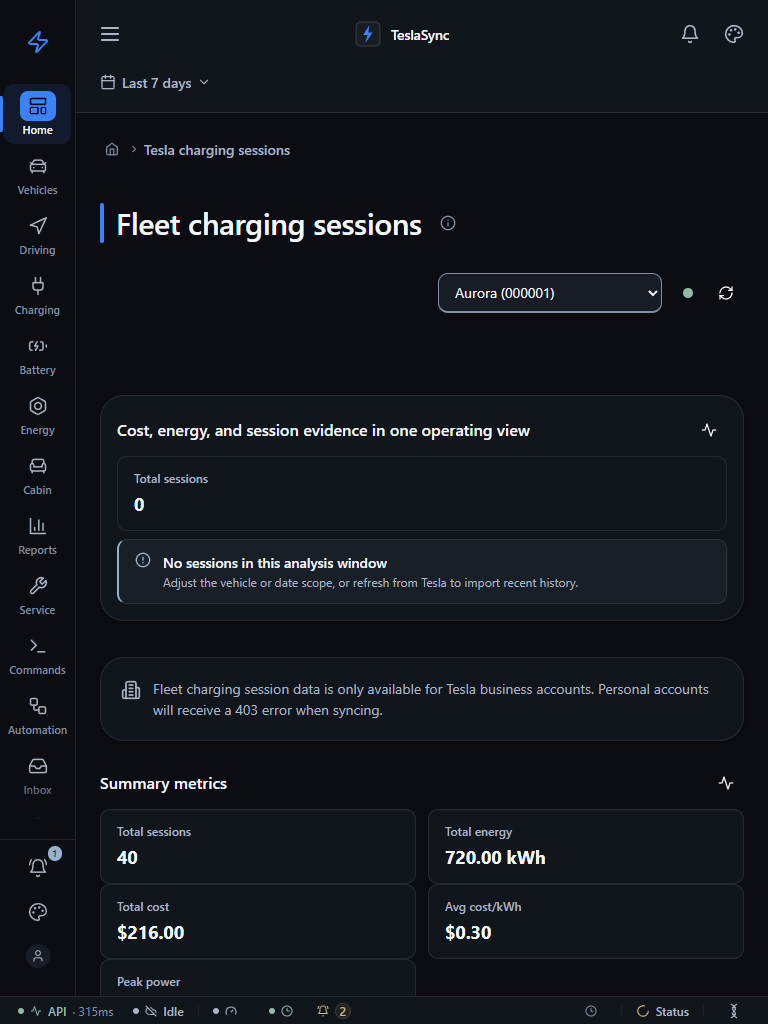 TeslaSync
Last 7 days
Home
Vehicles
Driving
Charging
Battery
Energy
Cabin
Reports
Service
Commands
Automation
Inbox
1
Tesla charging sessions
Fleet charging sessions
Aurora (000001)
Cost, energy, and session evidence in one operating view
Total sessions
0
No sessions in this analysis window
Adjust the vehicle or date scope, or refresh from Tesla to import recent history.
Fleet charging session data is only available for Tesla business accounts. Personal accounts
will receive a 403 error when syncing.
Summary metrics
Total sessions
40
Total energy
720.00 kWh
Total cost
$216.00
Avg cost/kWh
$0.30
Peak power
API · 315ms
Idle
2
Status